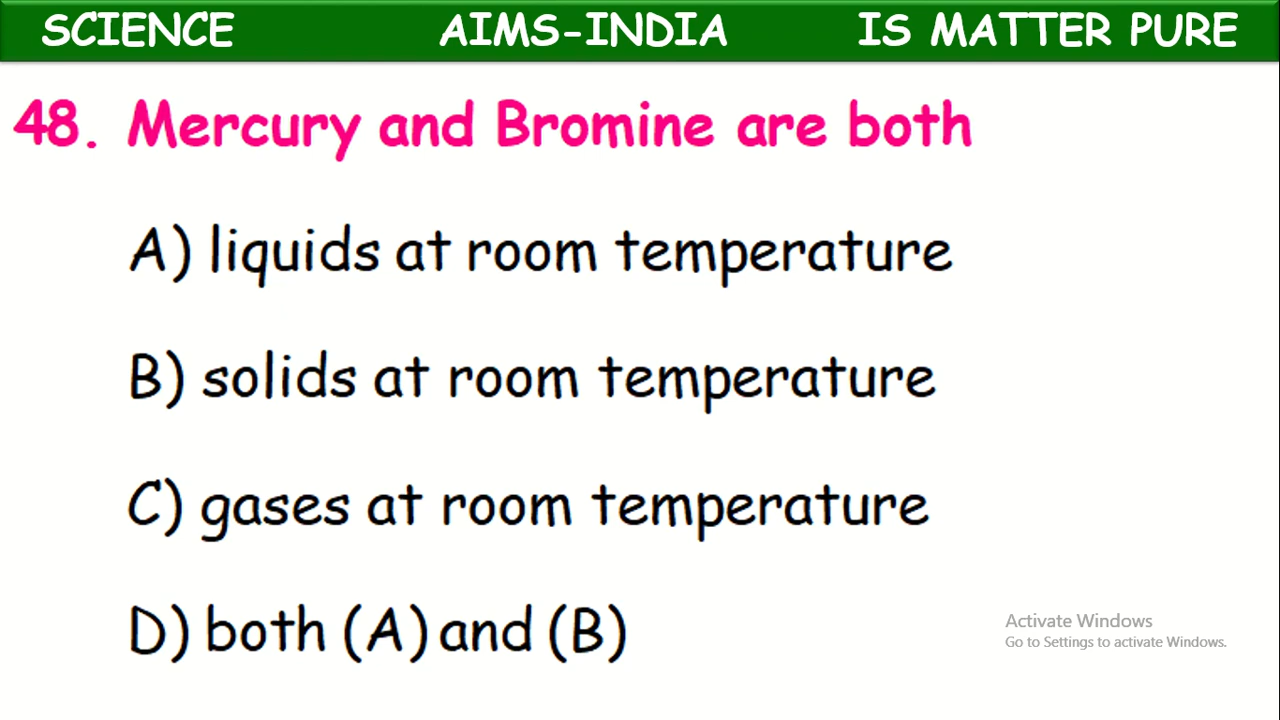 SCIENCE AIMS-INDIA IS MATTER PURE
48. Mercury and Bromine are both
A) liquids at room temperature
B) solids at room temperature
C) gases at room temperature
D) both (A) and (B)
Activate Windows
Go to Settings to activate Windows.